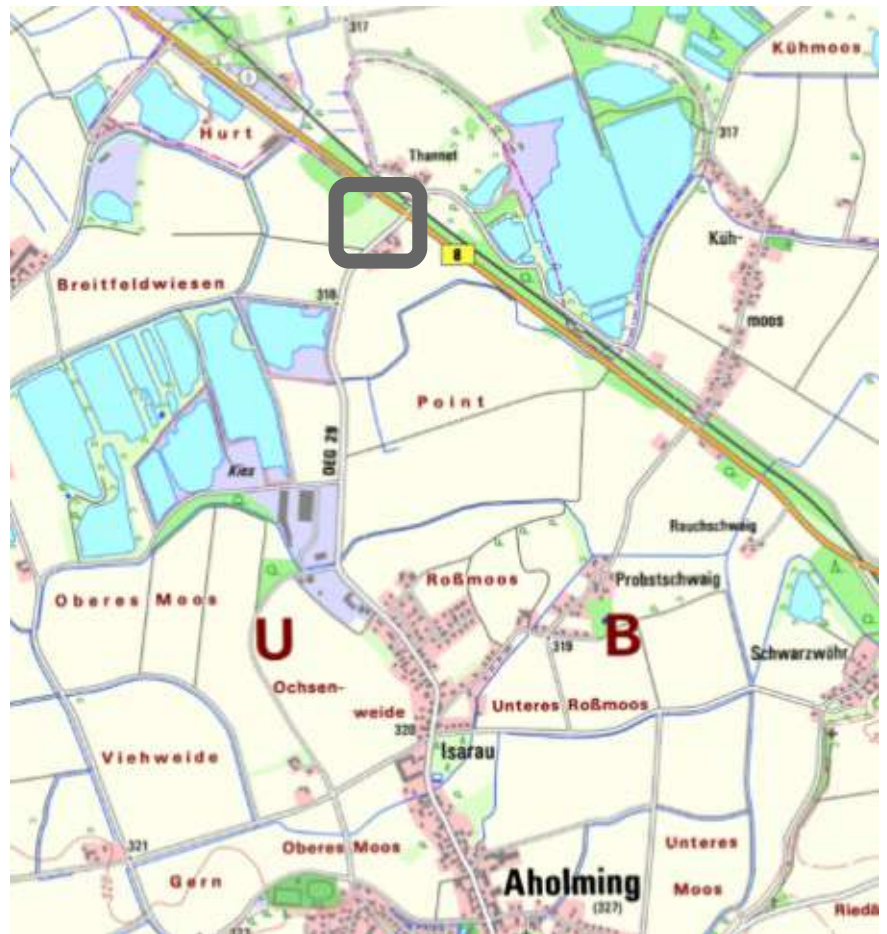 317
Kühmoos
Hurt
317
Thannet
Küh-
8
Breitfeldwiesen
318
moos
Point
DEG 29
Kies
Rauchschwaig
Roßmoos
Probstschwaig
Oberes Moos
U
B
319
Schwarzwöhr
Ochsen-
weide
Unteres Roßmoos
320
Isarau
Viehweide
321
Oberes Moos
Unteres
Gern
Aholming
Moos
(327)